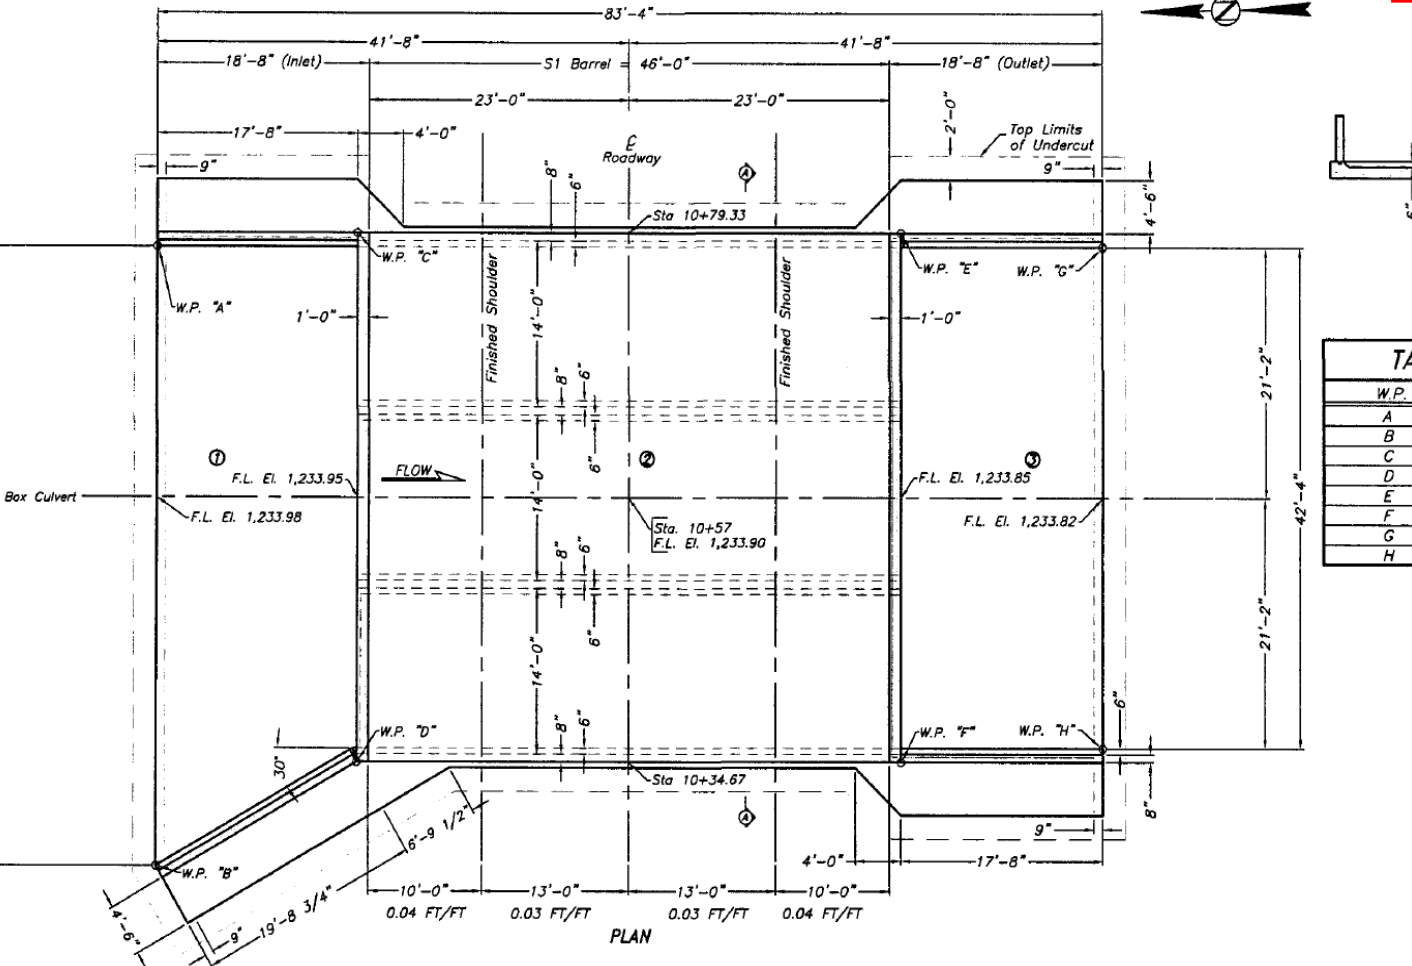 83'-4"
41'-8"
41'-8"
18'-8" (Inlet)
S1 Barrel = 46'-0"
18'-8" (Outlet)
23'-0"
23'-0"
17'-8"
4'-0"
2'-0"
Top Limits
of Undercut
9"
℄
Roadway
A
8"
6"
9"
4'-6"
6"
Sta 10+79.33
W.P. "C"
W.P. "E"
W.P. "G"
W.P. "A"
1'-0"
1'-0"
Finished Shoulder
14'-0"
Finished Shoulder
21'-2"
8"
6"
6"
TA
W.P.
A
B
C
D
E
F
G
H
1
2
3
F.L. El. 1,233.95
FLOW
14'-0"
F.L. El. 1,233.85
Box Culvert
F.L. El. 1,233.98
Sta. 10+57
F.L. El. 1,233.90
F.L. El. 1,233.82
42'-4"
8"
6"
6"
14'-0"
21'-2"
W.P. "D"
8"
6"
W.P. "F"
W.P. "H"
6"
30°
Sta 10+34.67
8"
6'-9 1/2"
A
9"
4'-0"
17'-8"
W.P. "B"
10'-0"
13'-0"
13'-0"
10'-0"
4'-6"
9"
19'-8 3/4"
0.04 FT/FT
0.03 FT/FT
0.03 FT/FT
0.04 FT/FT
PLAN